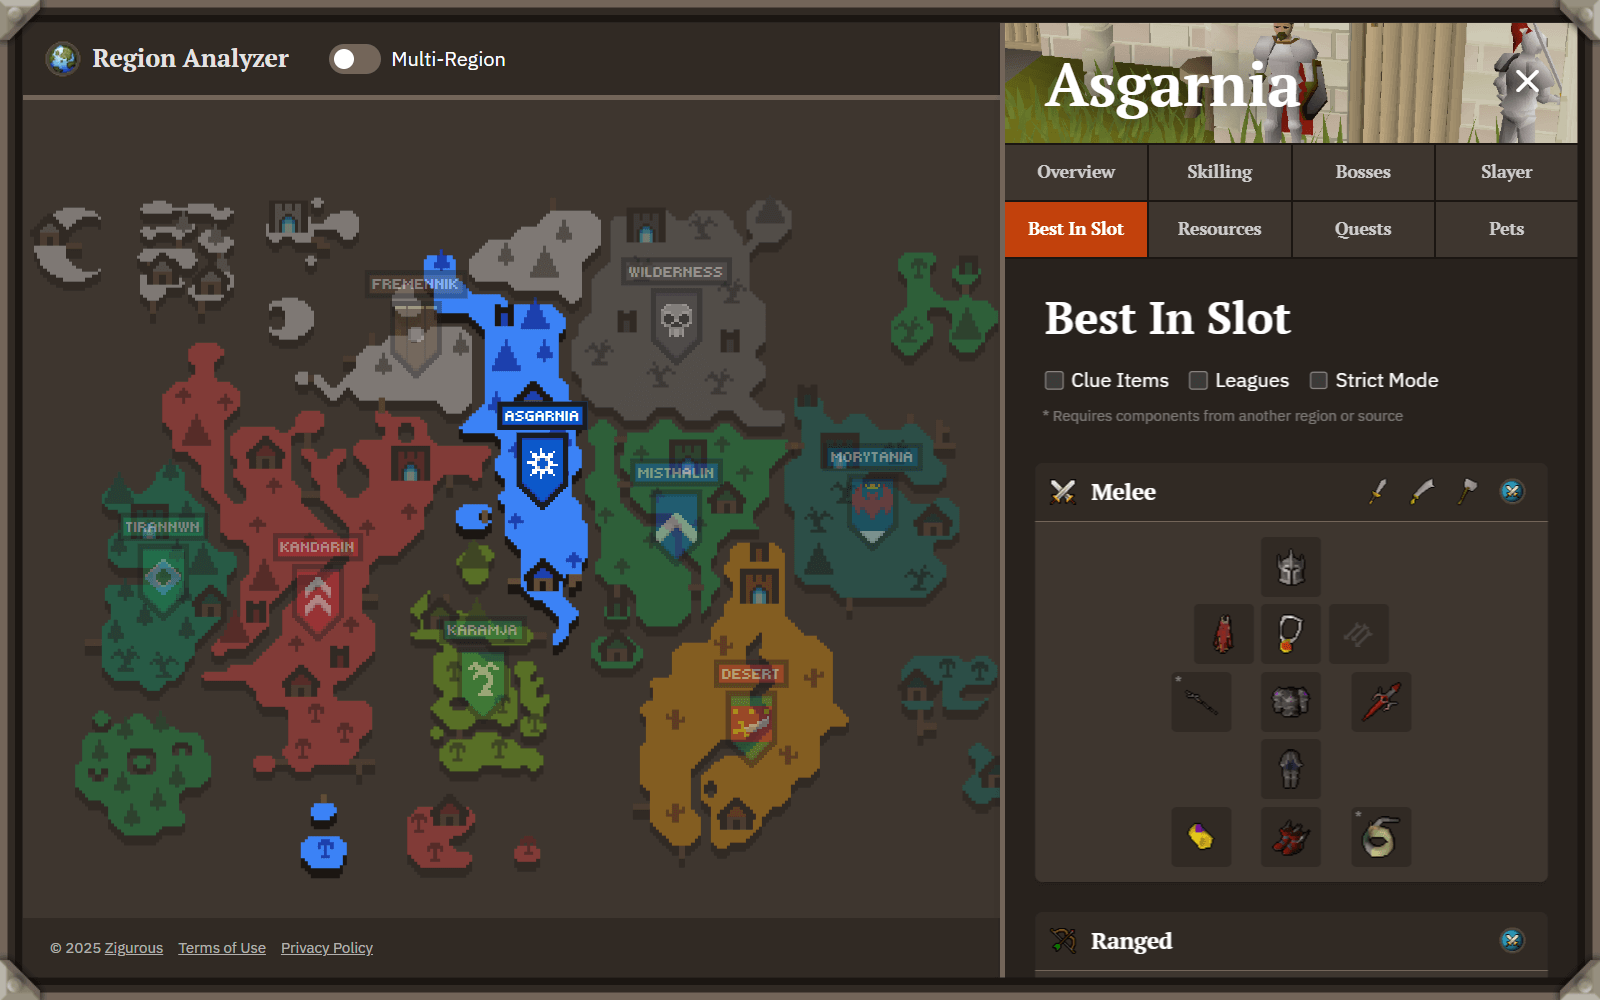 Region Analyzer
Multi-Region
Asgarnia
Overview
Skilling
Bosses
Slayer
Best In Slot
Resources
Quests
Pets
FREMENNIK
WILDERNESS
ASGARNIA
MISTHALIN
MORYTANIA
TIRANNWN
KANDARIN
KARAMJA
DESERT
Best In Slot
Clue Items
Leagues
Strict Mode
* Requires components from another region or source
Melee
*
*
Ranged
© 2025 Zigurous
Terms of Use
Privacy Policy